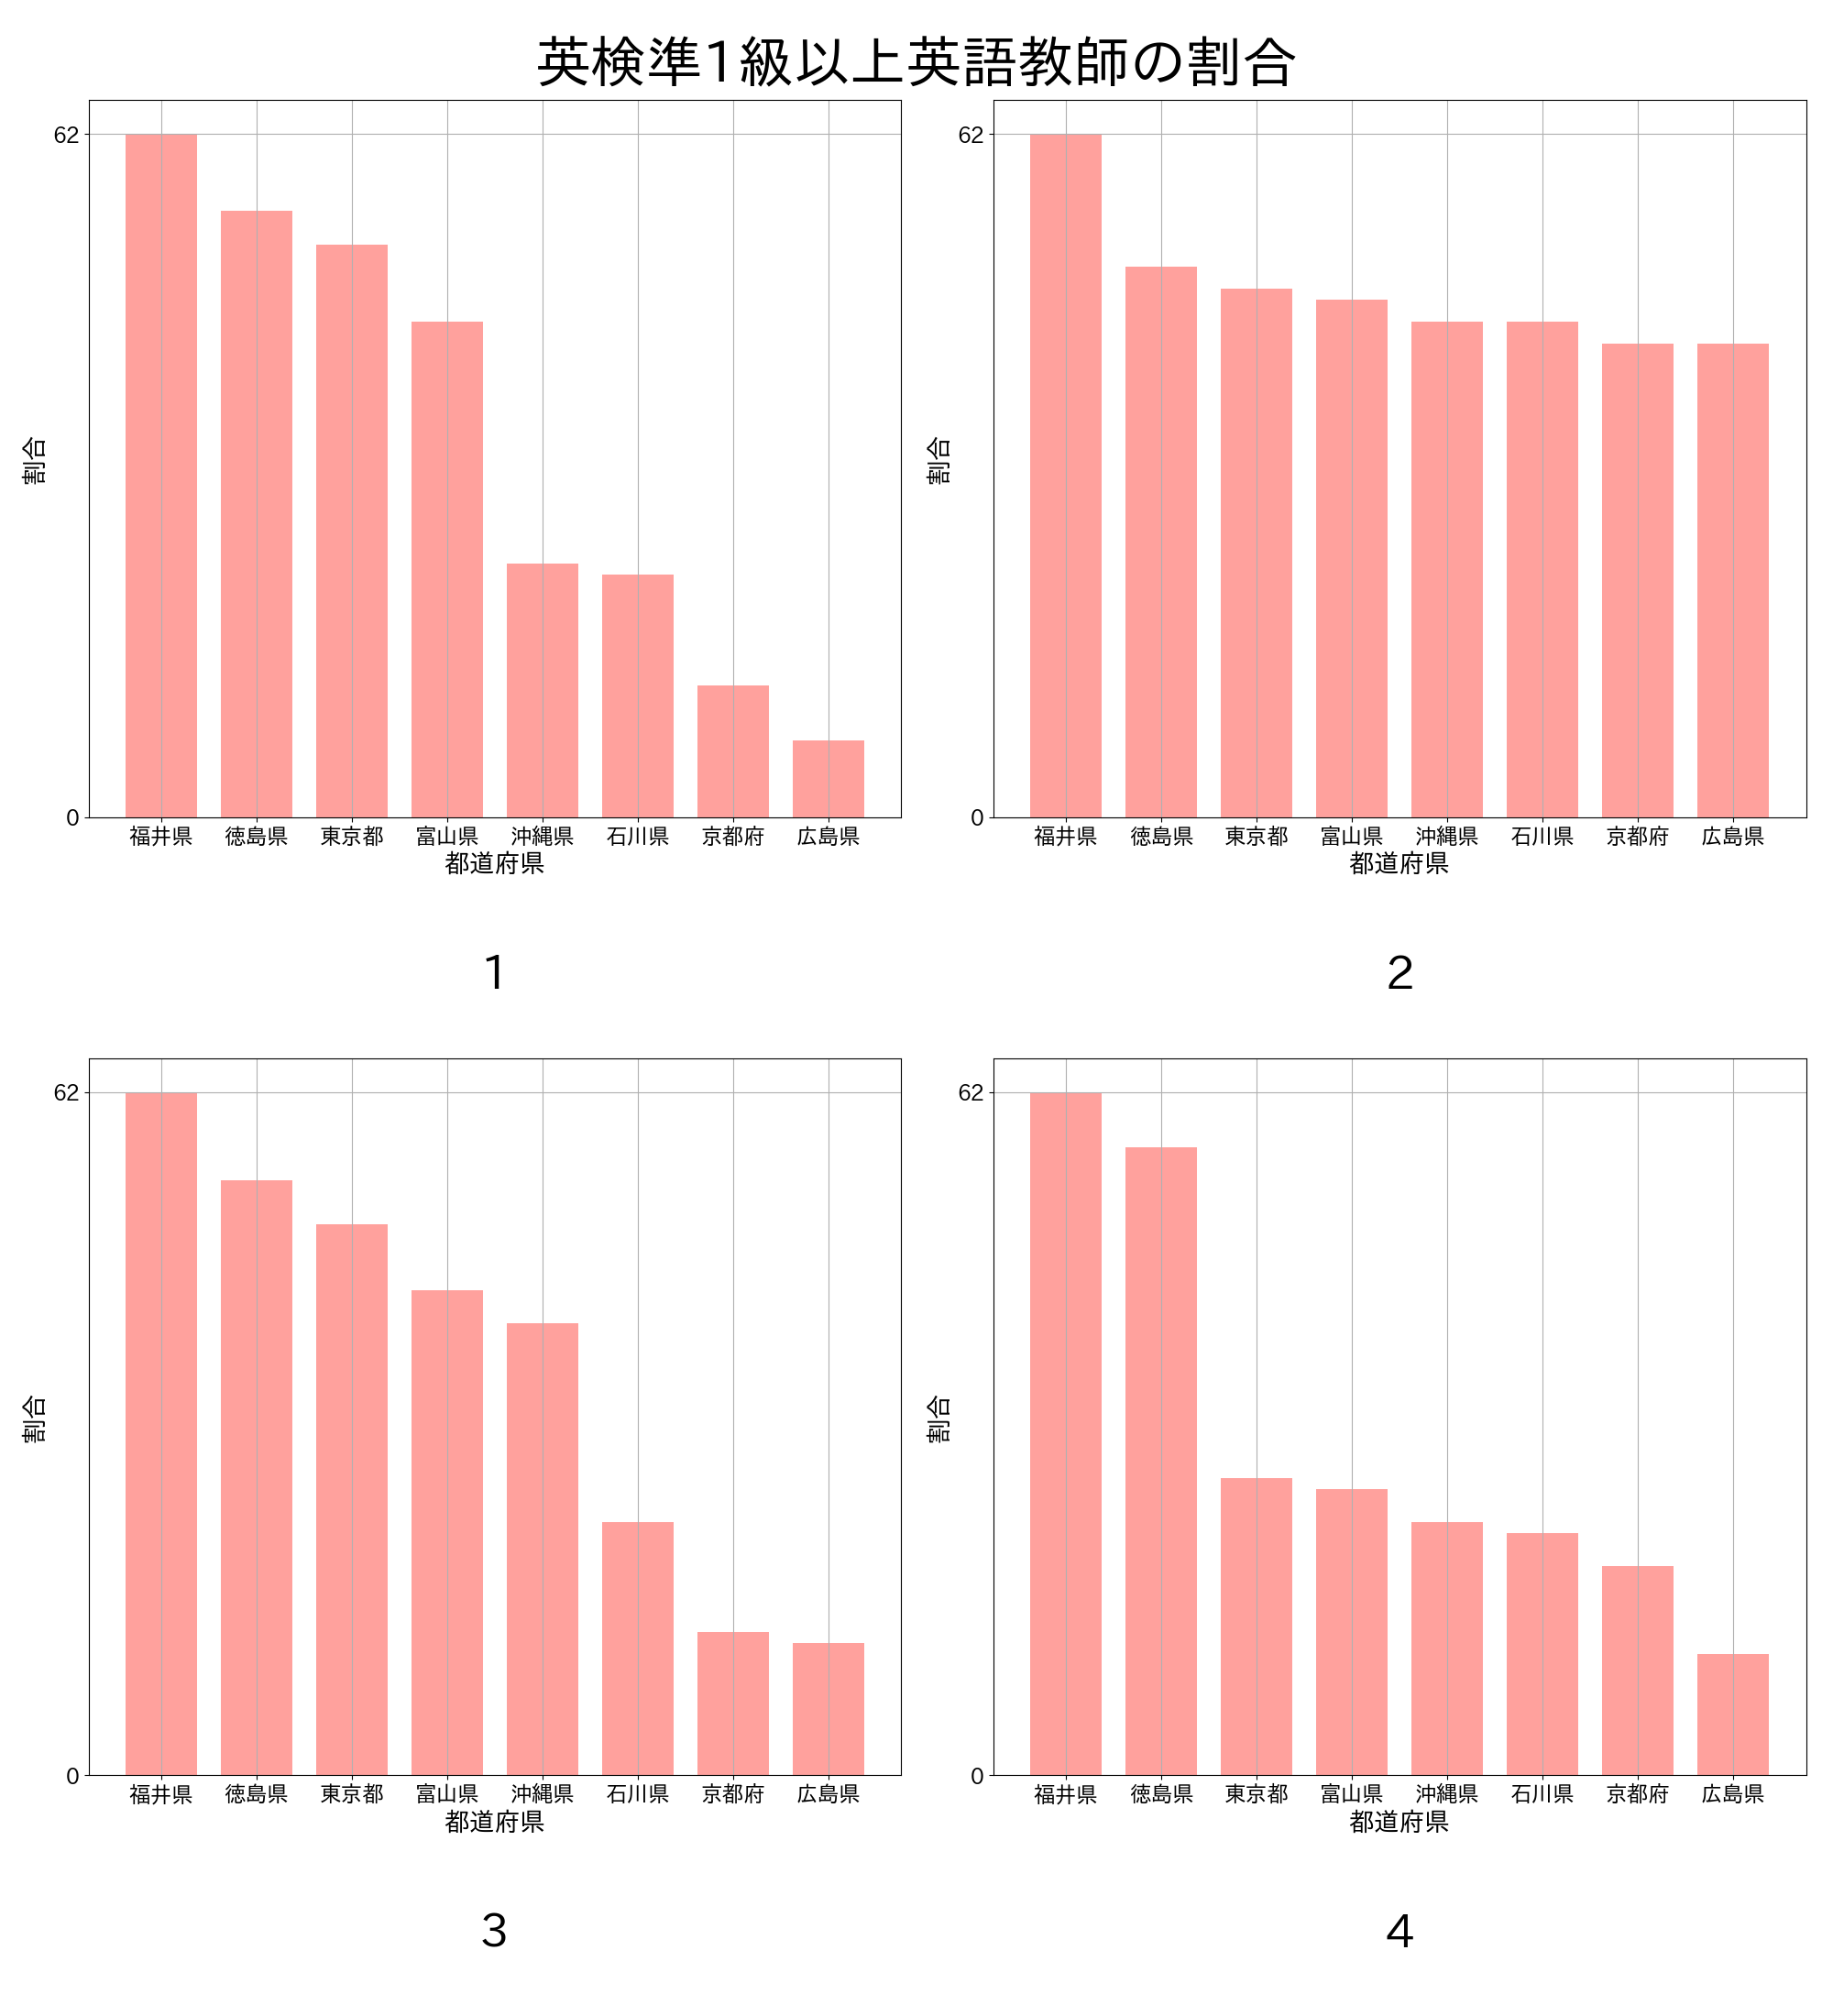 英検準1級以上英語教師の割合
62
0
割合
福井県 徳島県 東京都 富山県 沖縄県 石川県 京都府 広島県
都道府県
1
62
0
割合
福井県 徳島県 東京都 富山県 沖縄県 石川県 京都府 広島県
都道府県
2
62
0
割合
福井県 徳島県 東京都 富山県 沖縄県 石川県 京都府 広島県
都道府県
3
62
0
割合
福井県 徳島県 東京都 富山県 沖縄県 石川県 京都府 広島県
都道府県
4